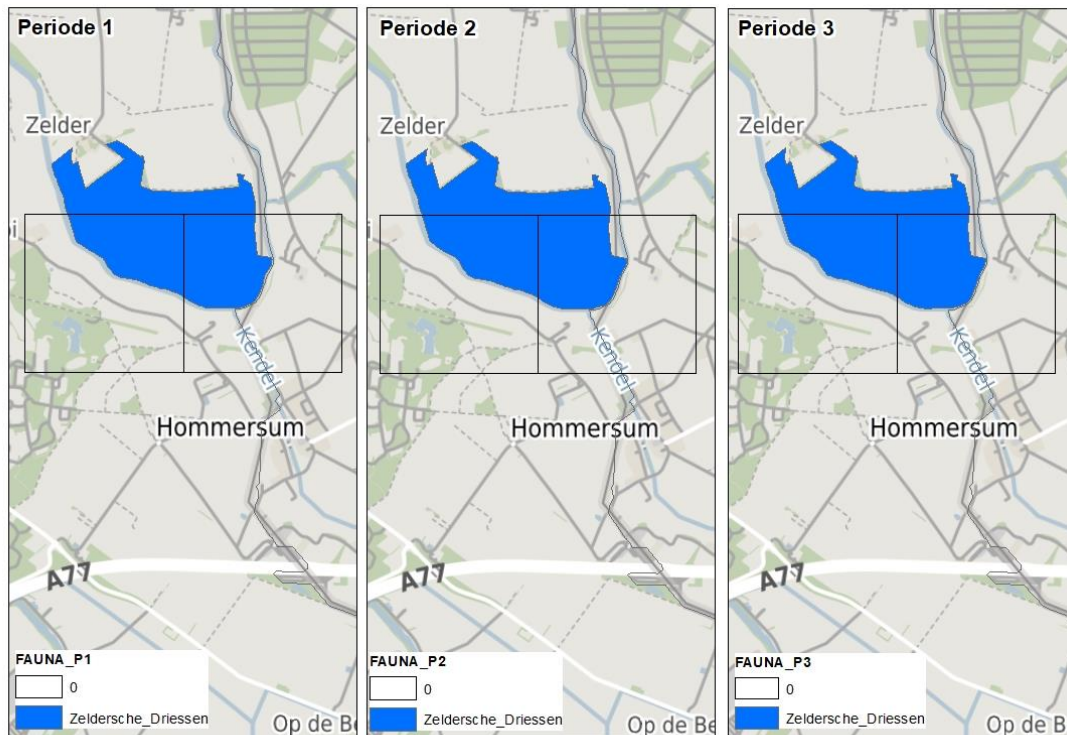 Periode 1
Zelder
oi
Kendel
Hommersum
A77
FAUNA_P1
0
Zeldersche_Driessen
Op de Be
Periode 2
Zelder
i
Kendel
Hommersum
A77
FAUNA_P2
0
Zeldersche_Driessen
Op de Be
Periode 3
Zelder
Kendel
Hommersum
A77
FAUNA_P3
0
Zeldersche_Driessen
Op de B